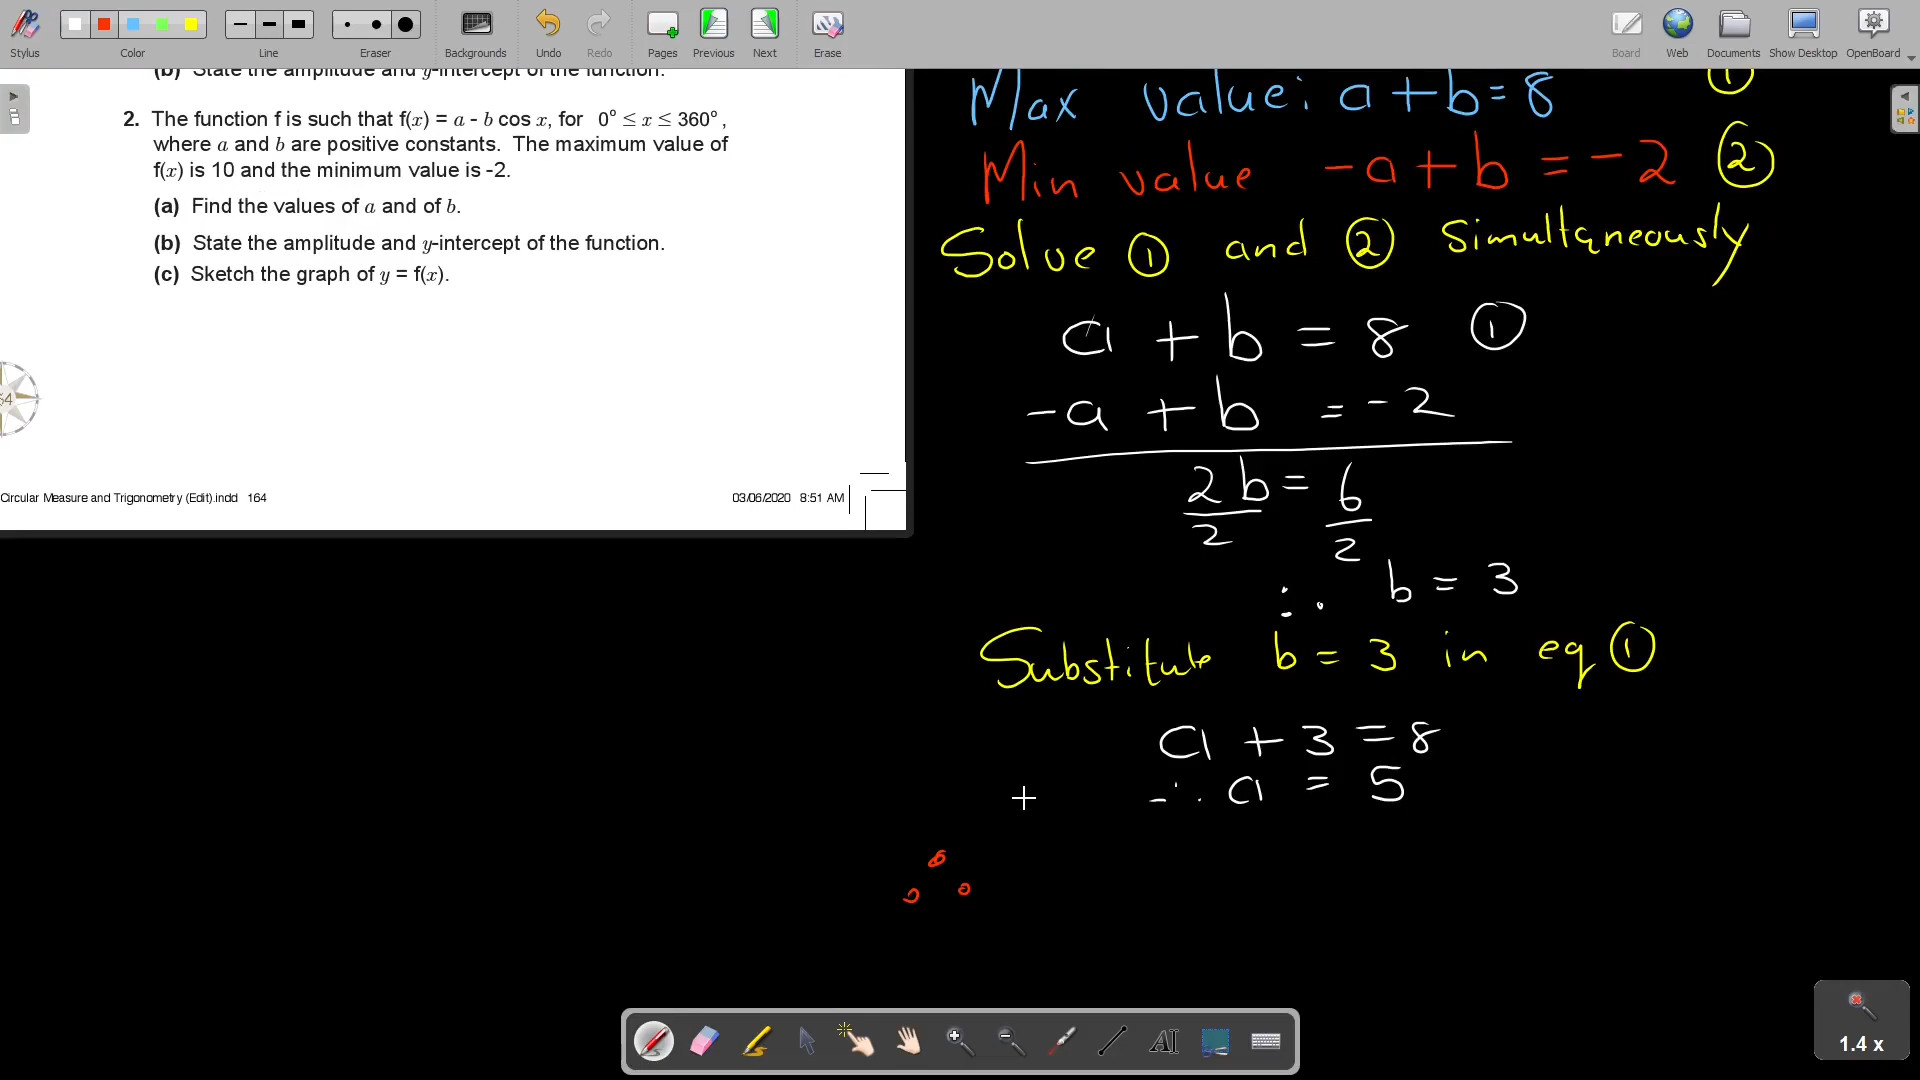 Stylus Color Line Eraser Backgrounds Undo Redo Pages Previous Next Erase Board Web Documents Show Desktop OpenBoard
(b) State the amplitude and y-intercept of the function.
2. The function f is such that f(x) = a - b cos x, for 0° ≤ x ≤ 360°,
where a and b are positive constants. The maximum value of
f(x) is 10 and the minimum value is -2.
(a) Find the values of a and of b.
(b) State the amplitude and y-intercept of the function.
(c) Sketch the graph of y = f(x).
Circular Measure and Trigonometry (Edit).indd 164
03/06/2020 8:51 AM
Max value: a + b = 8 ①
Min value -a + b = -2 ②
Solve ① and ② simultaneously
a + b = 8 ①
-a + b = -2
2b = 6
2 2
∴ b = 3
Substitute b = 3 in eq ①
a + 3 = 8
∴ a = 5
1.4 x